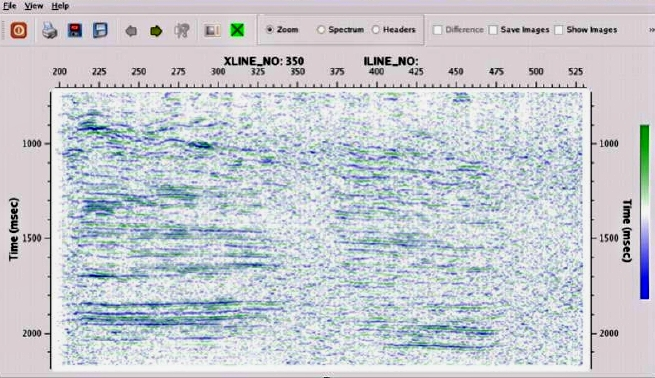 File View Help
Zoom Spectrum Headers Difference Save Images Show Images
XLINE_NO: 350 ILINE_NO:
200 225 250 275 300 325 350 375 400 425 450 475 500 525
1000 1000
Time (msec) Time (msec)
1500 1500
2000 2000